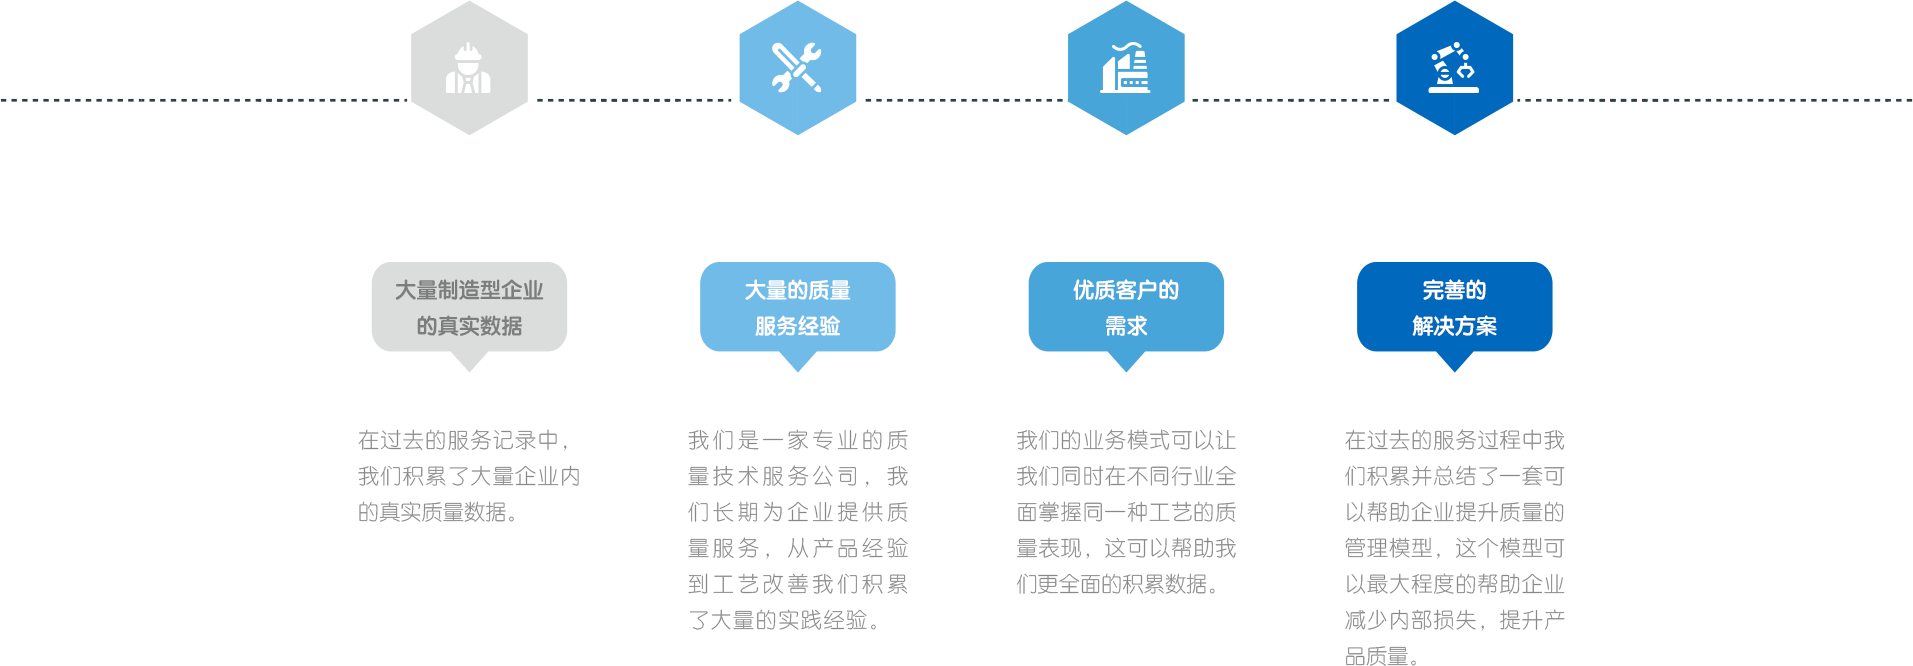 大量制造型企业
的真实数据
在过去的服务记录中，
我们积累了大量企业内
的真实质量数据。
大量的质量
服务经验
我们是一家专业的质
量技术服务公司，我
们长期为企业提供质
量服务，从产品经验
到工艺改善我们积累
了大量的实践经验。
优质客户的
需求
我们的业务模式可以让
我们同时在不同行业全
面掌握同一种工艺的质
量表现，这可以帮助我
们更全面的积累数据。
完善的
解决方案
在过去的服务过程中我
们积累并总结了一套可
以帮助企业提升质量的
管理模型，这个模型可
以最大程度的帮助企业
减少内部损失，提升产
品质量。